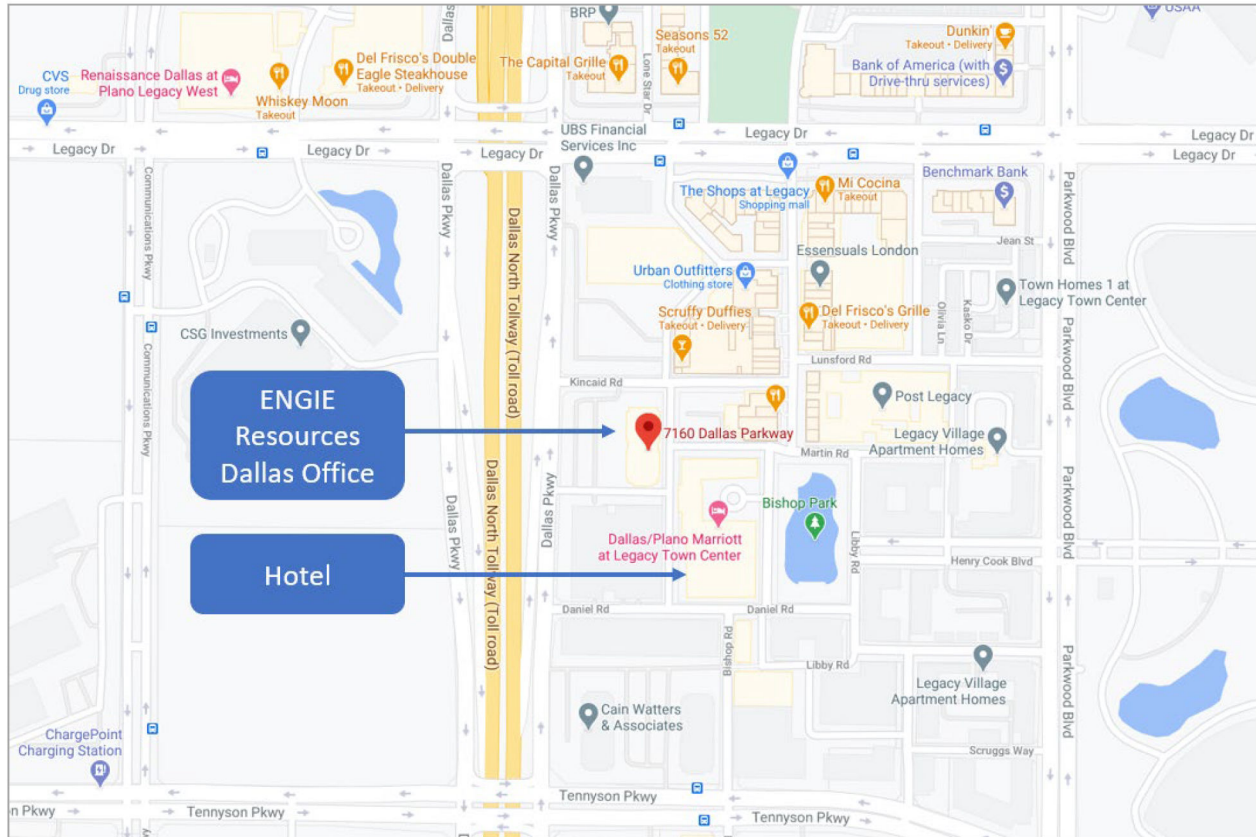 USAA
BRP
Seasons 52
Takeout
Dunkin'
Takeout • Delivery
Del Frisco's Double
Eagle Steakhouse
Takeout • Delivery
The Capital Grille
Takeout
Lone Star Dr
Bank of America (with
Drive-thru services)
CVS
Drug store
Renaissance Dallas at
Plano Legacy West
Whiskey Moon
Takeout
Legacy Dr
Legacy Dr
Legacy Dr
Legacy Dr
Legacy Dr
Legacy Dr
Legacy Dr
UBS Financial
Services Inc
The Shops at Legacy
Shopping mall
Mi Cocina
Takeout
Benchmark Bank
Communications Pkwy
Dallas Pkwy
Dallas North Tollway (Toll road)
Dallas Pkwy
Parkwood Blvd
Jean St
Essensuals London
Urban Outfitters
Clothing store
Town Homes 1 at
Legacy Town Center
Olivia Ln
Kasko Dr
CSG Investments
Scruffy Duffies
Takeout • Delivery
Del Frisco's Grille
Takeout • Delivery
Communications Pkwy
Parkwood Blvd
Lunsford Rd
Kincaid Rd
ENGIE
Resources
Dallas Office
Post Legacy
7160 Dallas Parkway
Legacy Village
Apartment Homes
Martin Rd
Dallas Pkwy
Dallas Pkwy
Bishop Park
Dallas/Plano Marriott
at Legacy Town Center
Libby Rd
Parkwood Blvd
Henry Cook Blvd
Hotel
Dallas North Tollway (Toll road)
Daniel Rd
Daniel Rd
Bishop Rd
Libby Rd
Legacy Village
Apartment Homes
Parkwood Blvd
Cain Watters
& Associates
ChargePoint
Charging Station
Scruggs Way
n Pkwy
Tennyson Pkwy
Tennyson Pkwy
Tennyson Pkwy
Tennyson Pkwy